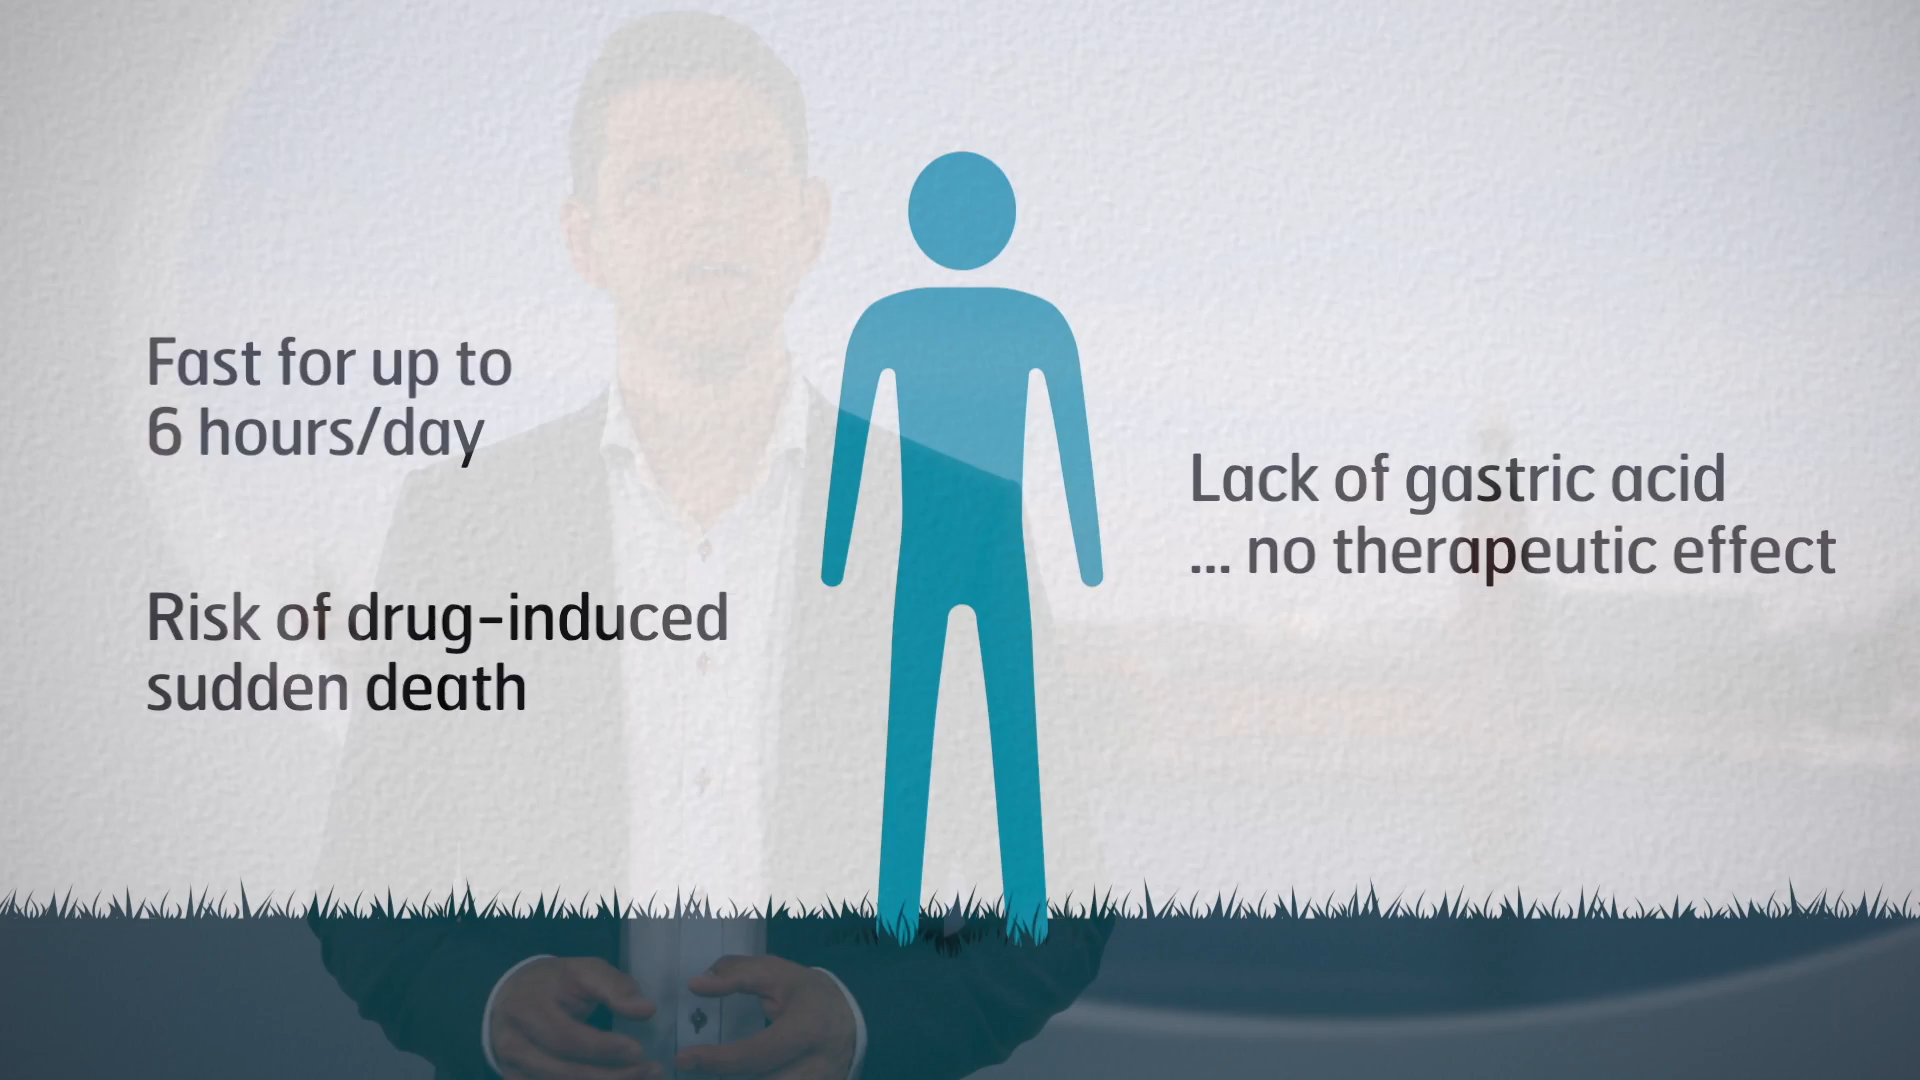 Fast for up to
6 hours/day
Risk of drug-induced
sudden death
Lack of gastric acid
... no therapeutic effect